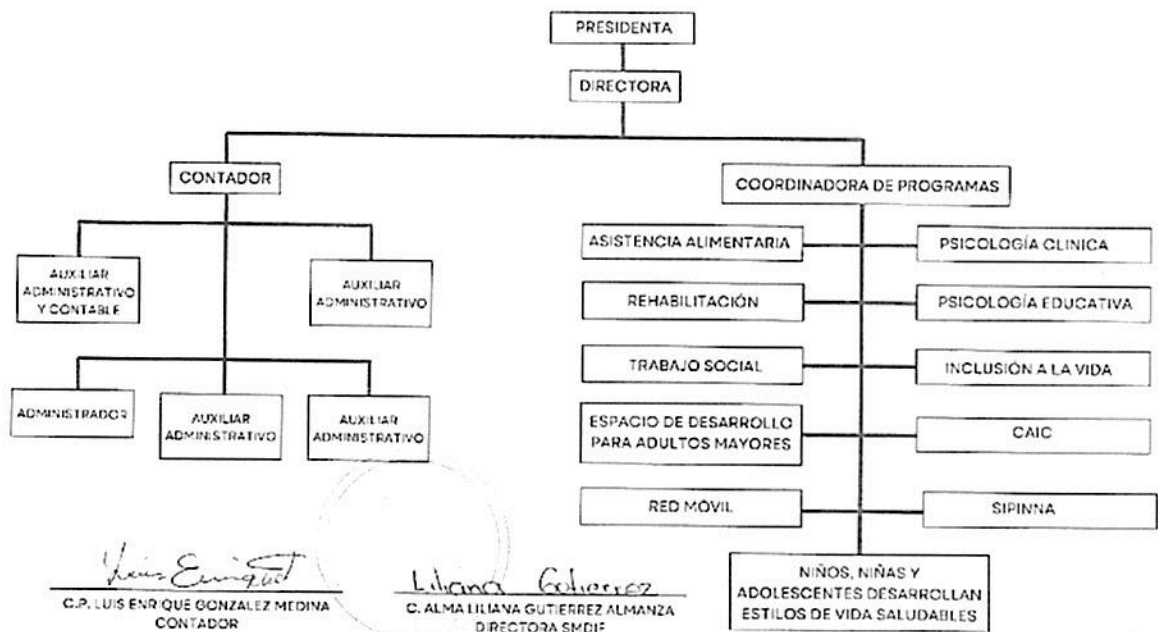 PRESIDENTA
DIRECTORA
CONTADOR
COORDINADORA DE PROGRAMAS
AUXILIAR
ADMINISTRATIVO
Y CONTABLE
AUXILIAR
ADMINISTRATIVO
ADMINISTRADOR
AUXILIAR
ADMINISTRATIVO
AUXILIAR
ADMINISTRATIVO
ASISTENCIA ALIMENTARIA
PSICOLOGÍA CLINICA
REHABILITACIÓN
PSICOLOGÍA EDUCATIVA
TRABAJO SOCIAL
INCLUSIÓN A LA VIDA
ESPACIO DE DESARROLLO
PARA ADULTOS MAYORES
CAIC
RED MÓVIL
SIPINNA
NIÑOS, NIÑAS Y
ADOLESCENTES DESARROLLAN
ESTILOS DE VIDA SALUDABLES
Luis Enrique
C.P. LUIS ENRIQUE GONZALEZ MEDINA
CONTADOR
Liliana Gutierrez
C. ALMA LILIANA GUTIERREZ ALMANZA
DIRECTORA SMDIF